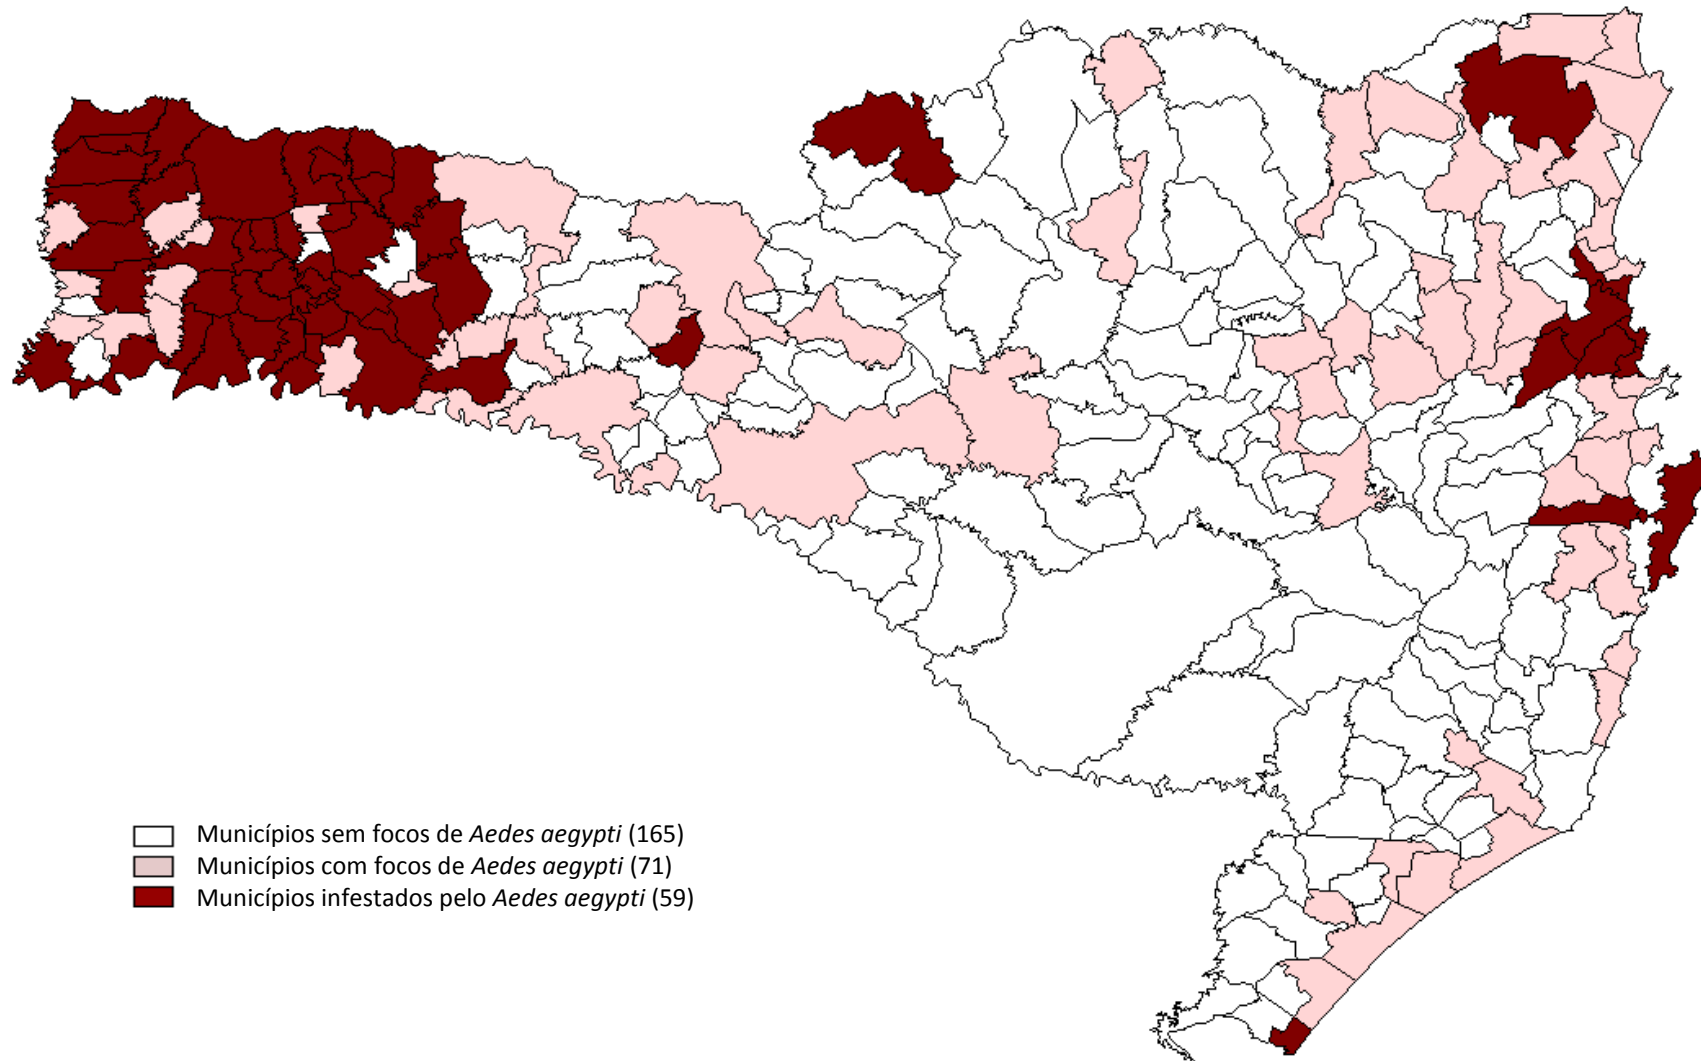 Municípios sem focos de Aedes aegypti (165)
Municípios com focos de Aedes aegypti (71)
Municípios infestados pelo Aedes aegypti (59)